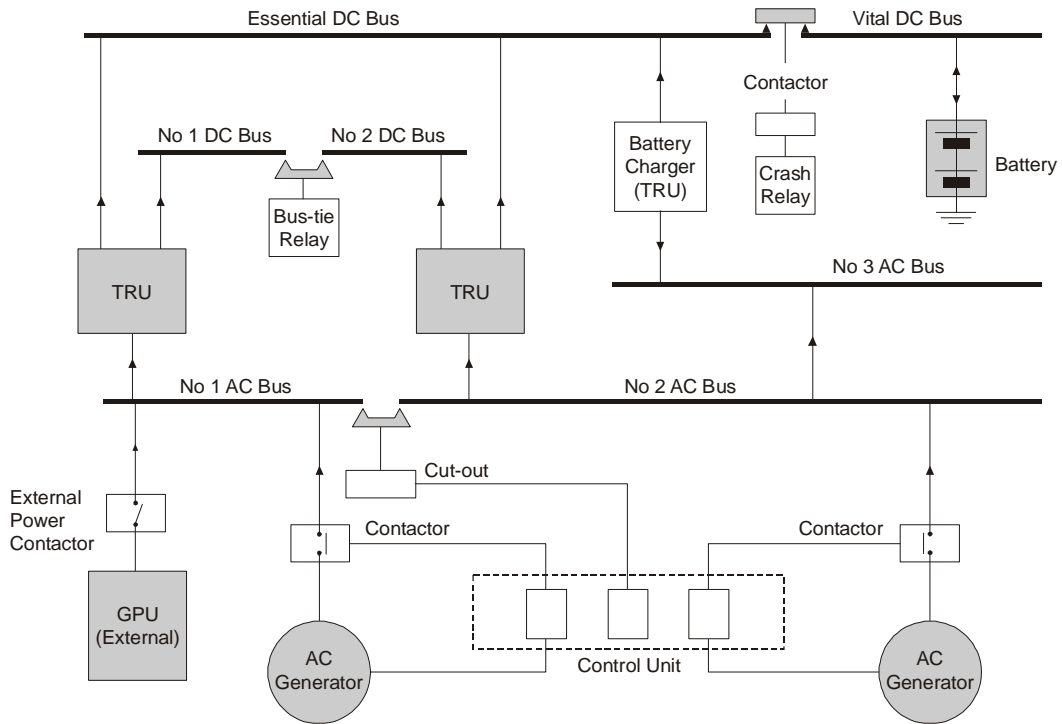 Essential DC Bus
Vital DC Bus
Contactor
No 1 DC Bus
No 2 DC Bus
Battery
Charger
(TRU)
Crash
Relay
Battery
Bus-tie
Relay
TRU
TRU
No 3 AC Bus
No 1 AC Bus
No 2 AC Bus
Cut-out
External
Power
Contactor
Contactor
Contactor
GPU
(External)
AC
Generator
Control Unit
AC
Generator